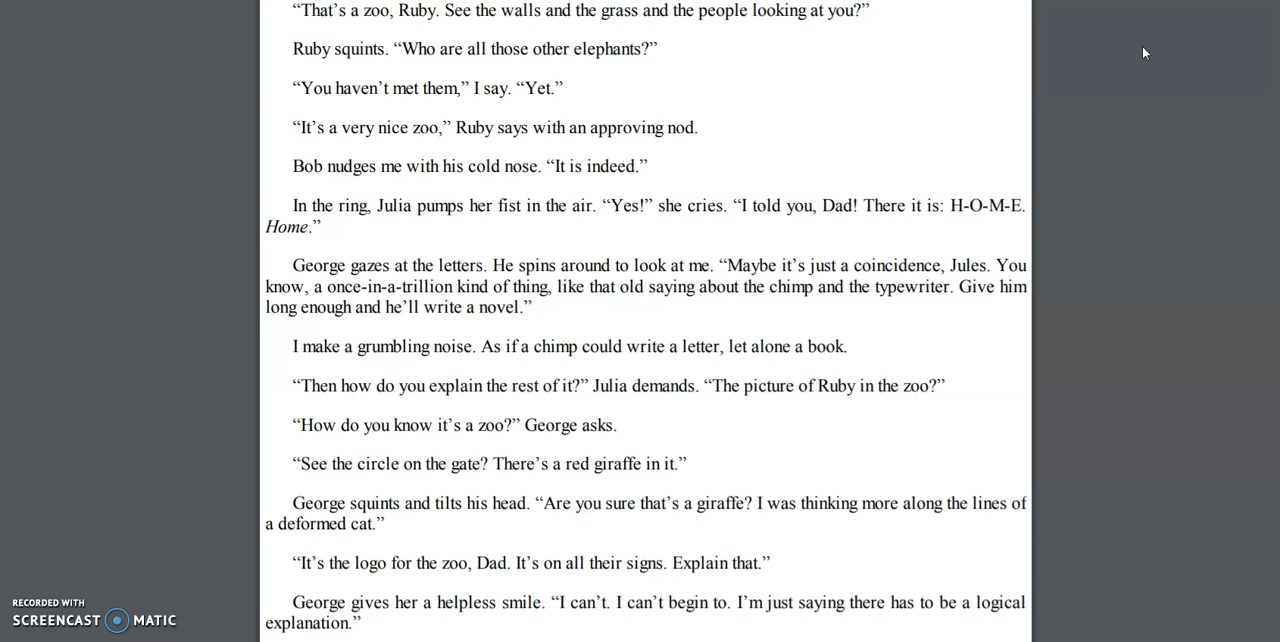 “That’s a zoo, Ruby. See the walls and the grass and the people looking at you?”
Ruby squints. “Who are all those other elephants?”
“You haven’t met them,” I say. “Yet.”
“It’s a very nice zoo,” Ruby says with an approving nod.
Bob nudges me with his cold nose. “It is indeed.”
In the ring, Julia pumps her fist in the air. “Yes!” she cries. “I told you, Dad! There it is: H-O-M-E.
Home.”
George gazes at the letters. He spins around to look at me. “Maybe it’s just a coincidence, Jules. You
know, a once-in-a-trillion kind of thing, like that old saying about the chimp and the typewriter. Give him
long enough and he’ll write a novel.”
I make a grumbling noise. As if a chimp could write a letter, let alone a book.
“Then how do you explain the rest of it?” Julia demands. “The picture of Ruby in the zoo?”
“How do you know it’s a zoo?” George asks.
“See the circle on the gate? There’s a red giraffe in it.”
George squints and tilts his head. “Are you sure that’s a giraffe? I was thinking more along the lines of
a deformed cat.”
“It’s the logo for the zoo, Dad. It’s on all their signs. Explain that.”
George gives her a helpless smile. “I can’t. I can’t begin to. I’m just saying there has to be a logical
explanation.”
RECORDED WITH
SCREENCAST MATIC